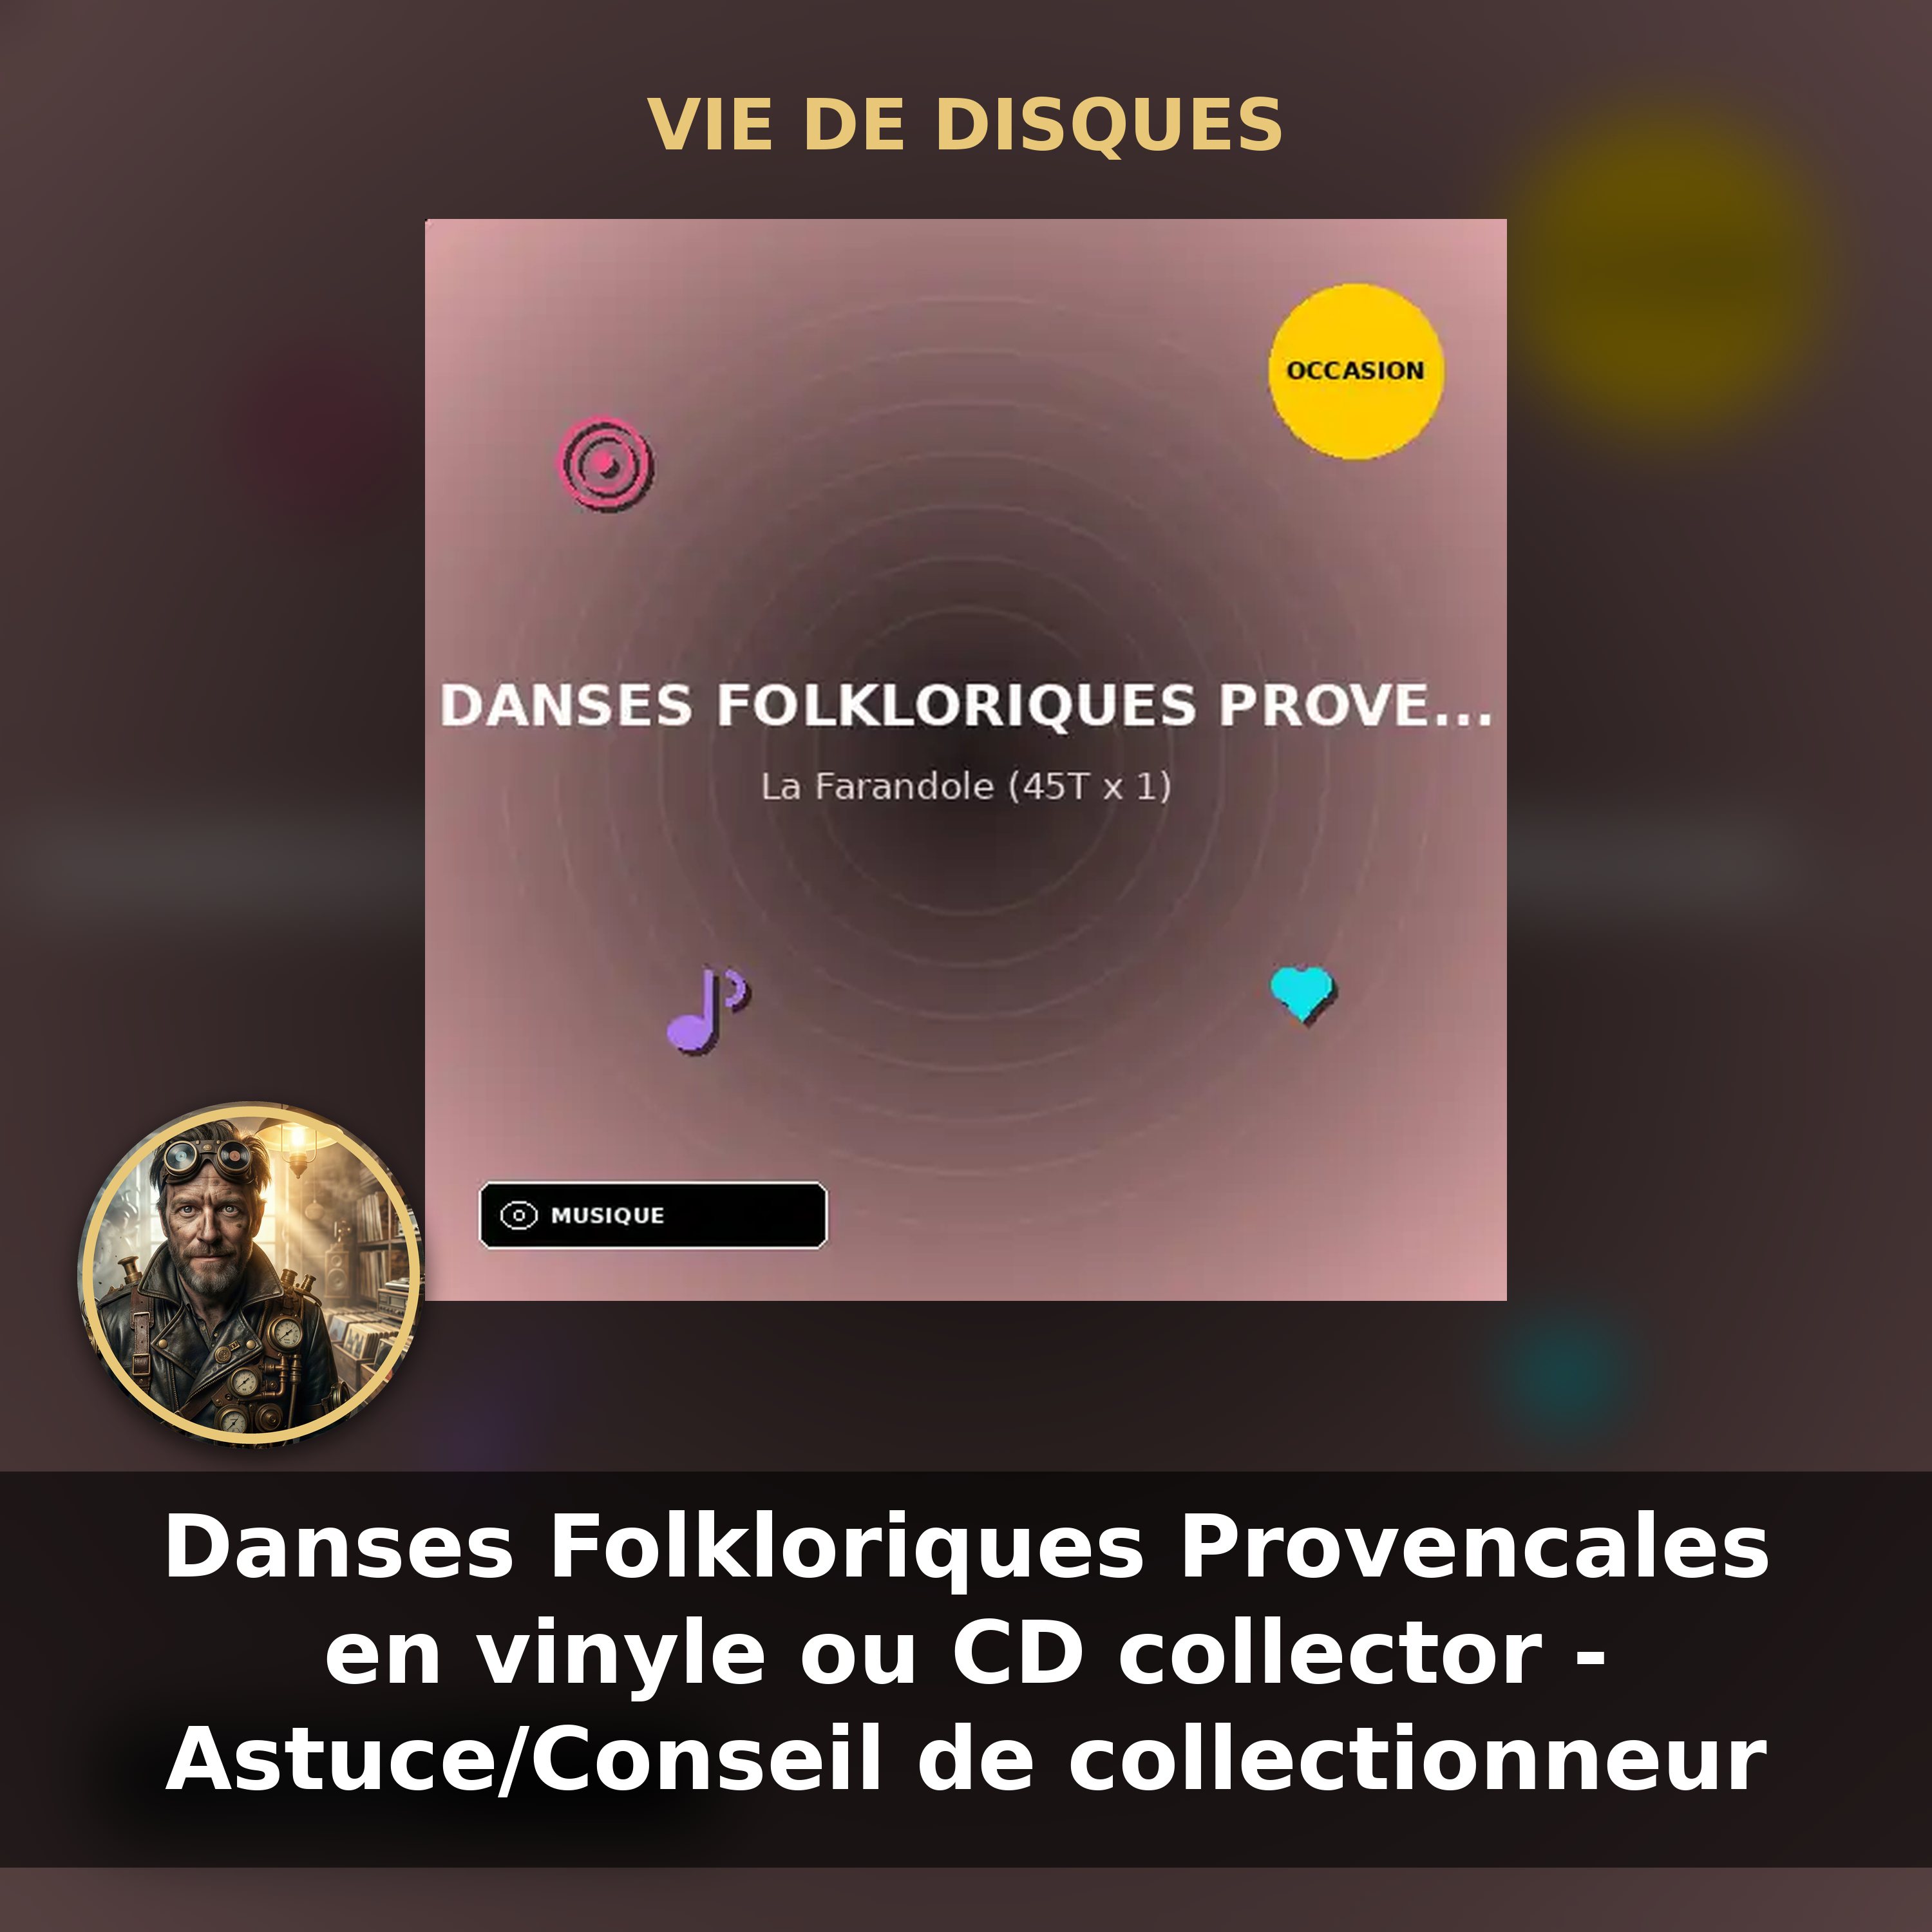 VIE DE DISQUES
OCCASION
DANSES FOLKLORIQUES PROVE...
La Farandole (45T x 1)
MUSIQUE
Danses Folkloriques Provencales
en vinyle ou CD collector -
Astuce/Conseil de collectionneur